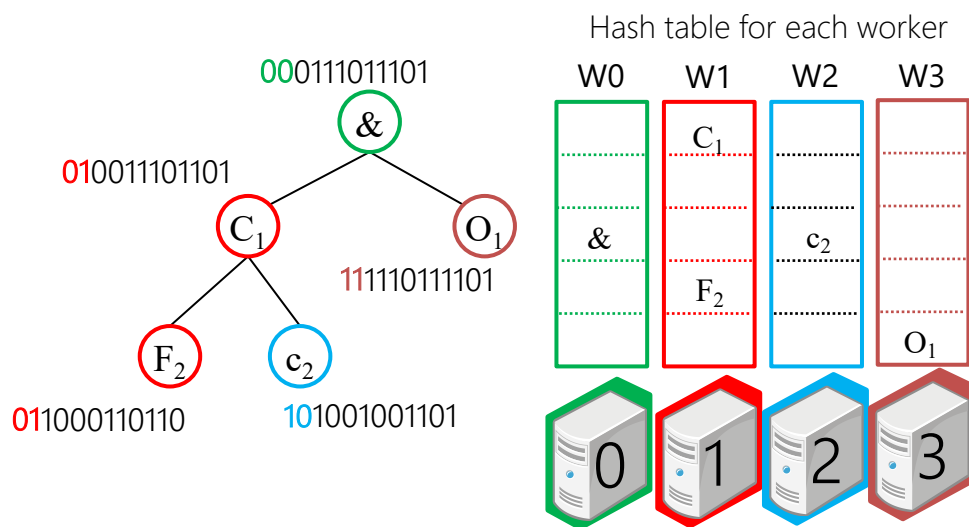 Hash table for each worker
W0 W1 W2 W3
000111011101
&
010011101101
C₁
O₁
111110111101
F₂
c₂
011000110110
101001001101
C₁
&
c₂
F₂
O₁
0 1 2 3